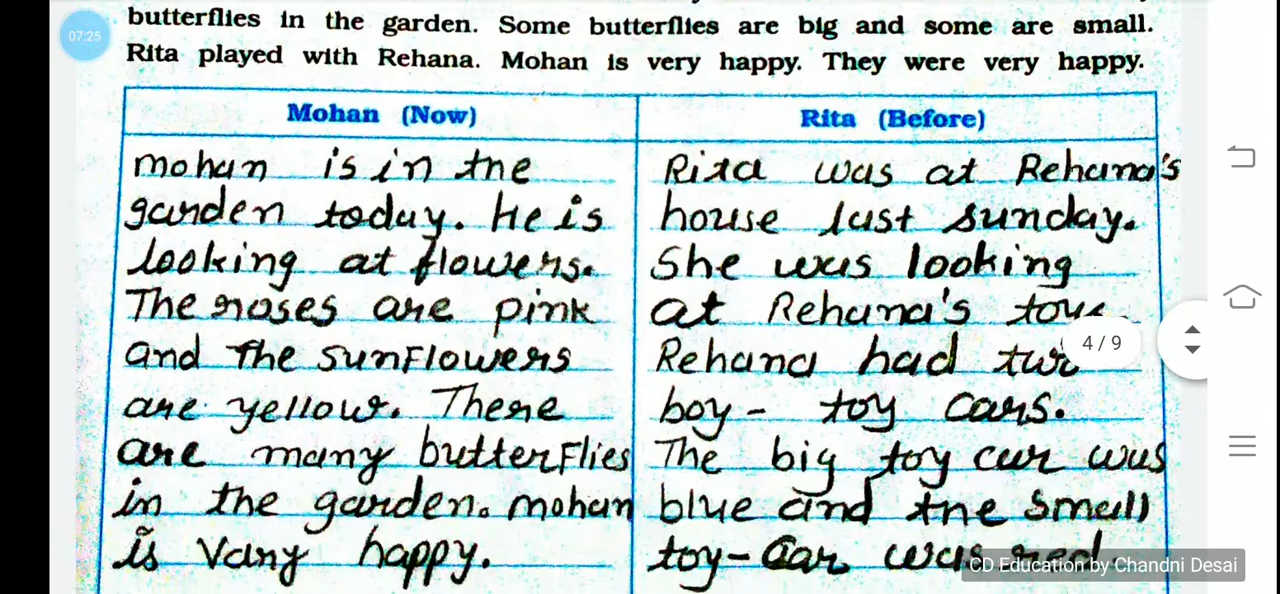 butterflies in the garden. Some butterflies are big and some are small.
07:25
Rita played with Rehana. Mohan is very happy. They were very happy.
Mohan (Now)
Rita (Before)
mohan is in the
garden today. He is
looking at flowers.
The roses are pink
and the sunFlowers
are yellow. There
are many butterFlies
in the garden. mohan
is vary happy.
Rita was at Rehana's
house last sunday.
She was looking
at Rehana's toys
Rehana had two
boy - toy cars.
The big toy car was
blue and the small
toy-car was red
4 / 9
CD Education by Chandni Desai